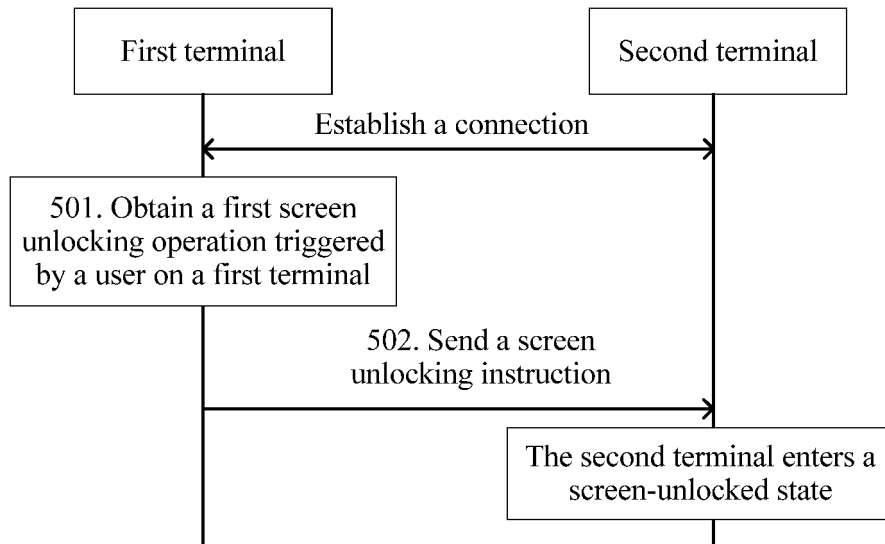 First terminal
Second terminal
Establish a connection
501. Obtain a first screen
unlocking operation triggered
by a user on a first terminal
502. Send a screen
unlocking instruction
The second terminal enters a
screen-unlocked state